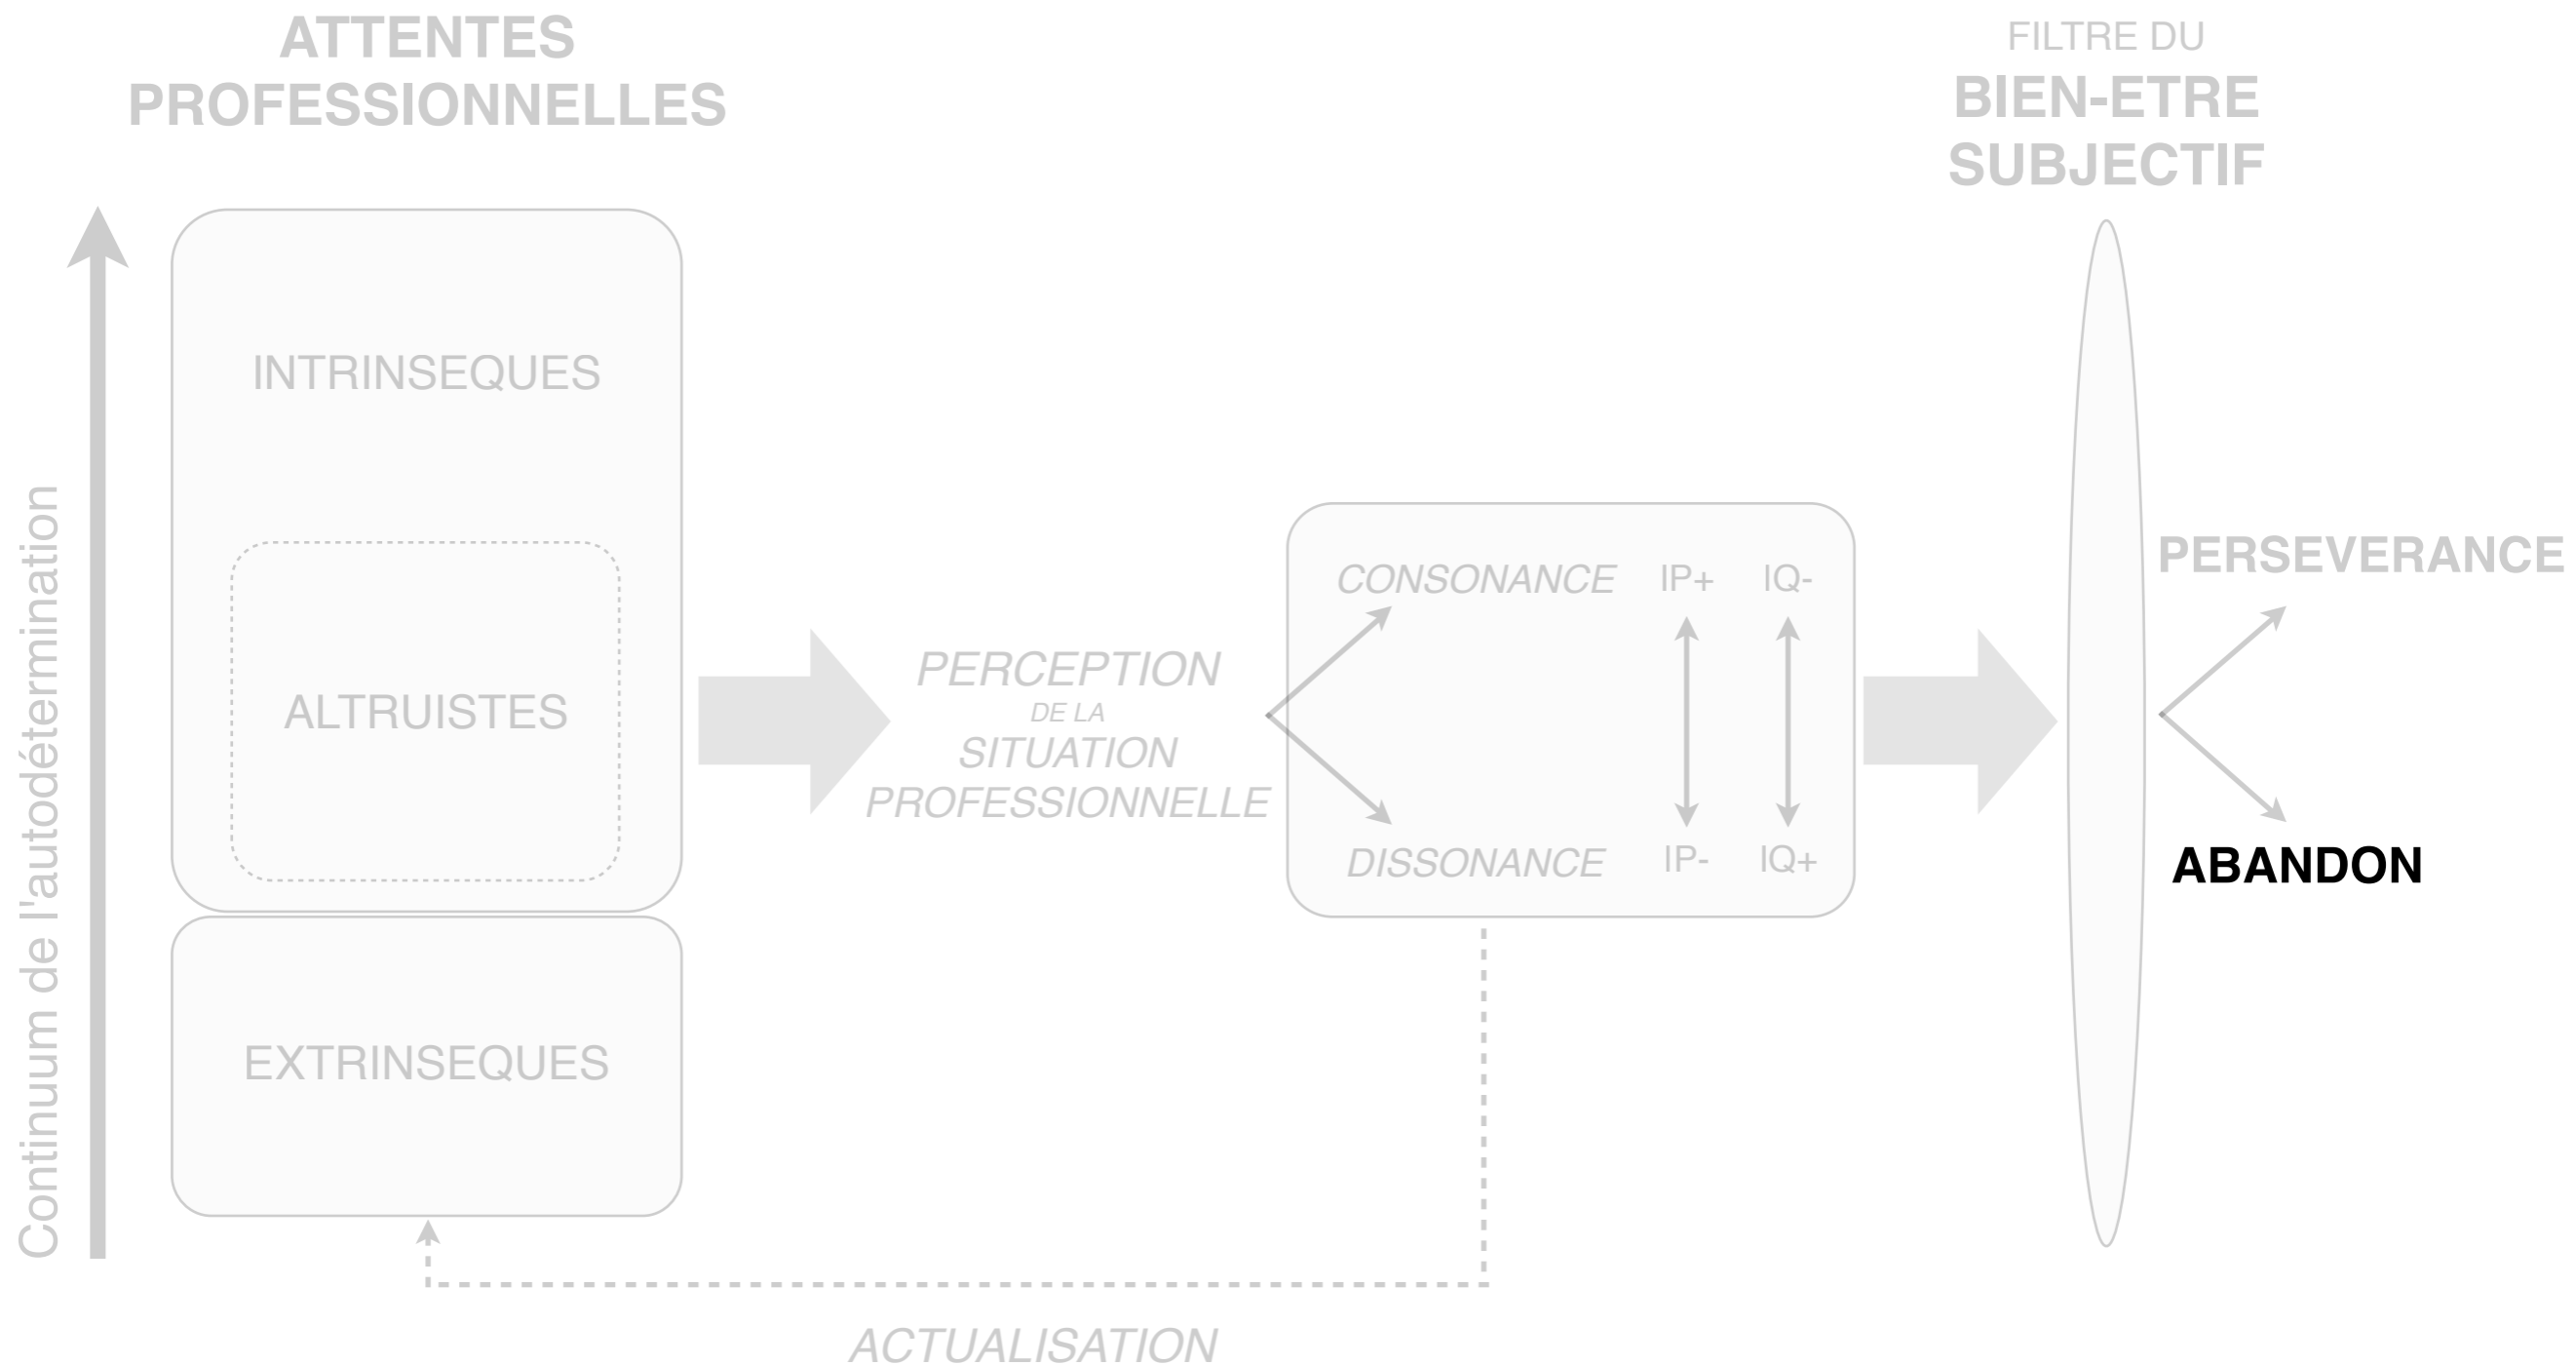 ATTENTES
PROFESSIONNELLES
Continuum de l'autodétermination
INTRINSEQUES
ALTRUISTES
EXTRINSEQUES
PERCEPTION
DE LA
SITUATION
PROFESSIONNELLE
CONSONANCE IP+ IQ-
DISSONANCE IP- IQ+
ACTUALISATION
FILTRE DU
BIEN-ETRE
SUBJECTIF
PERSEVERANCE
ABANDON